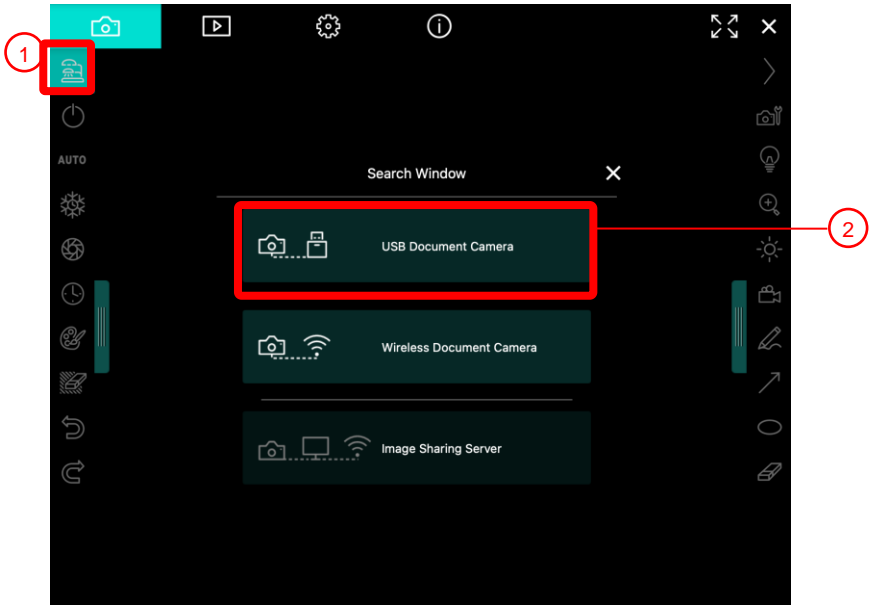 1
AUTO
Search Window
USB Document Camera
2
Wireless Document Camera
Image Sharing Server